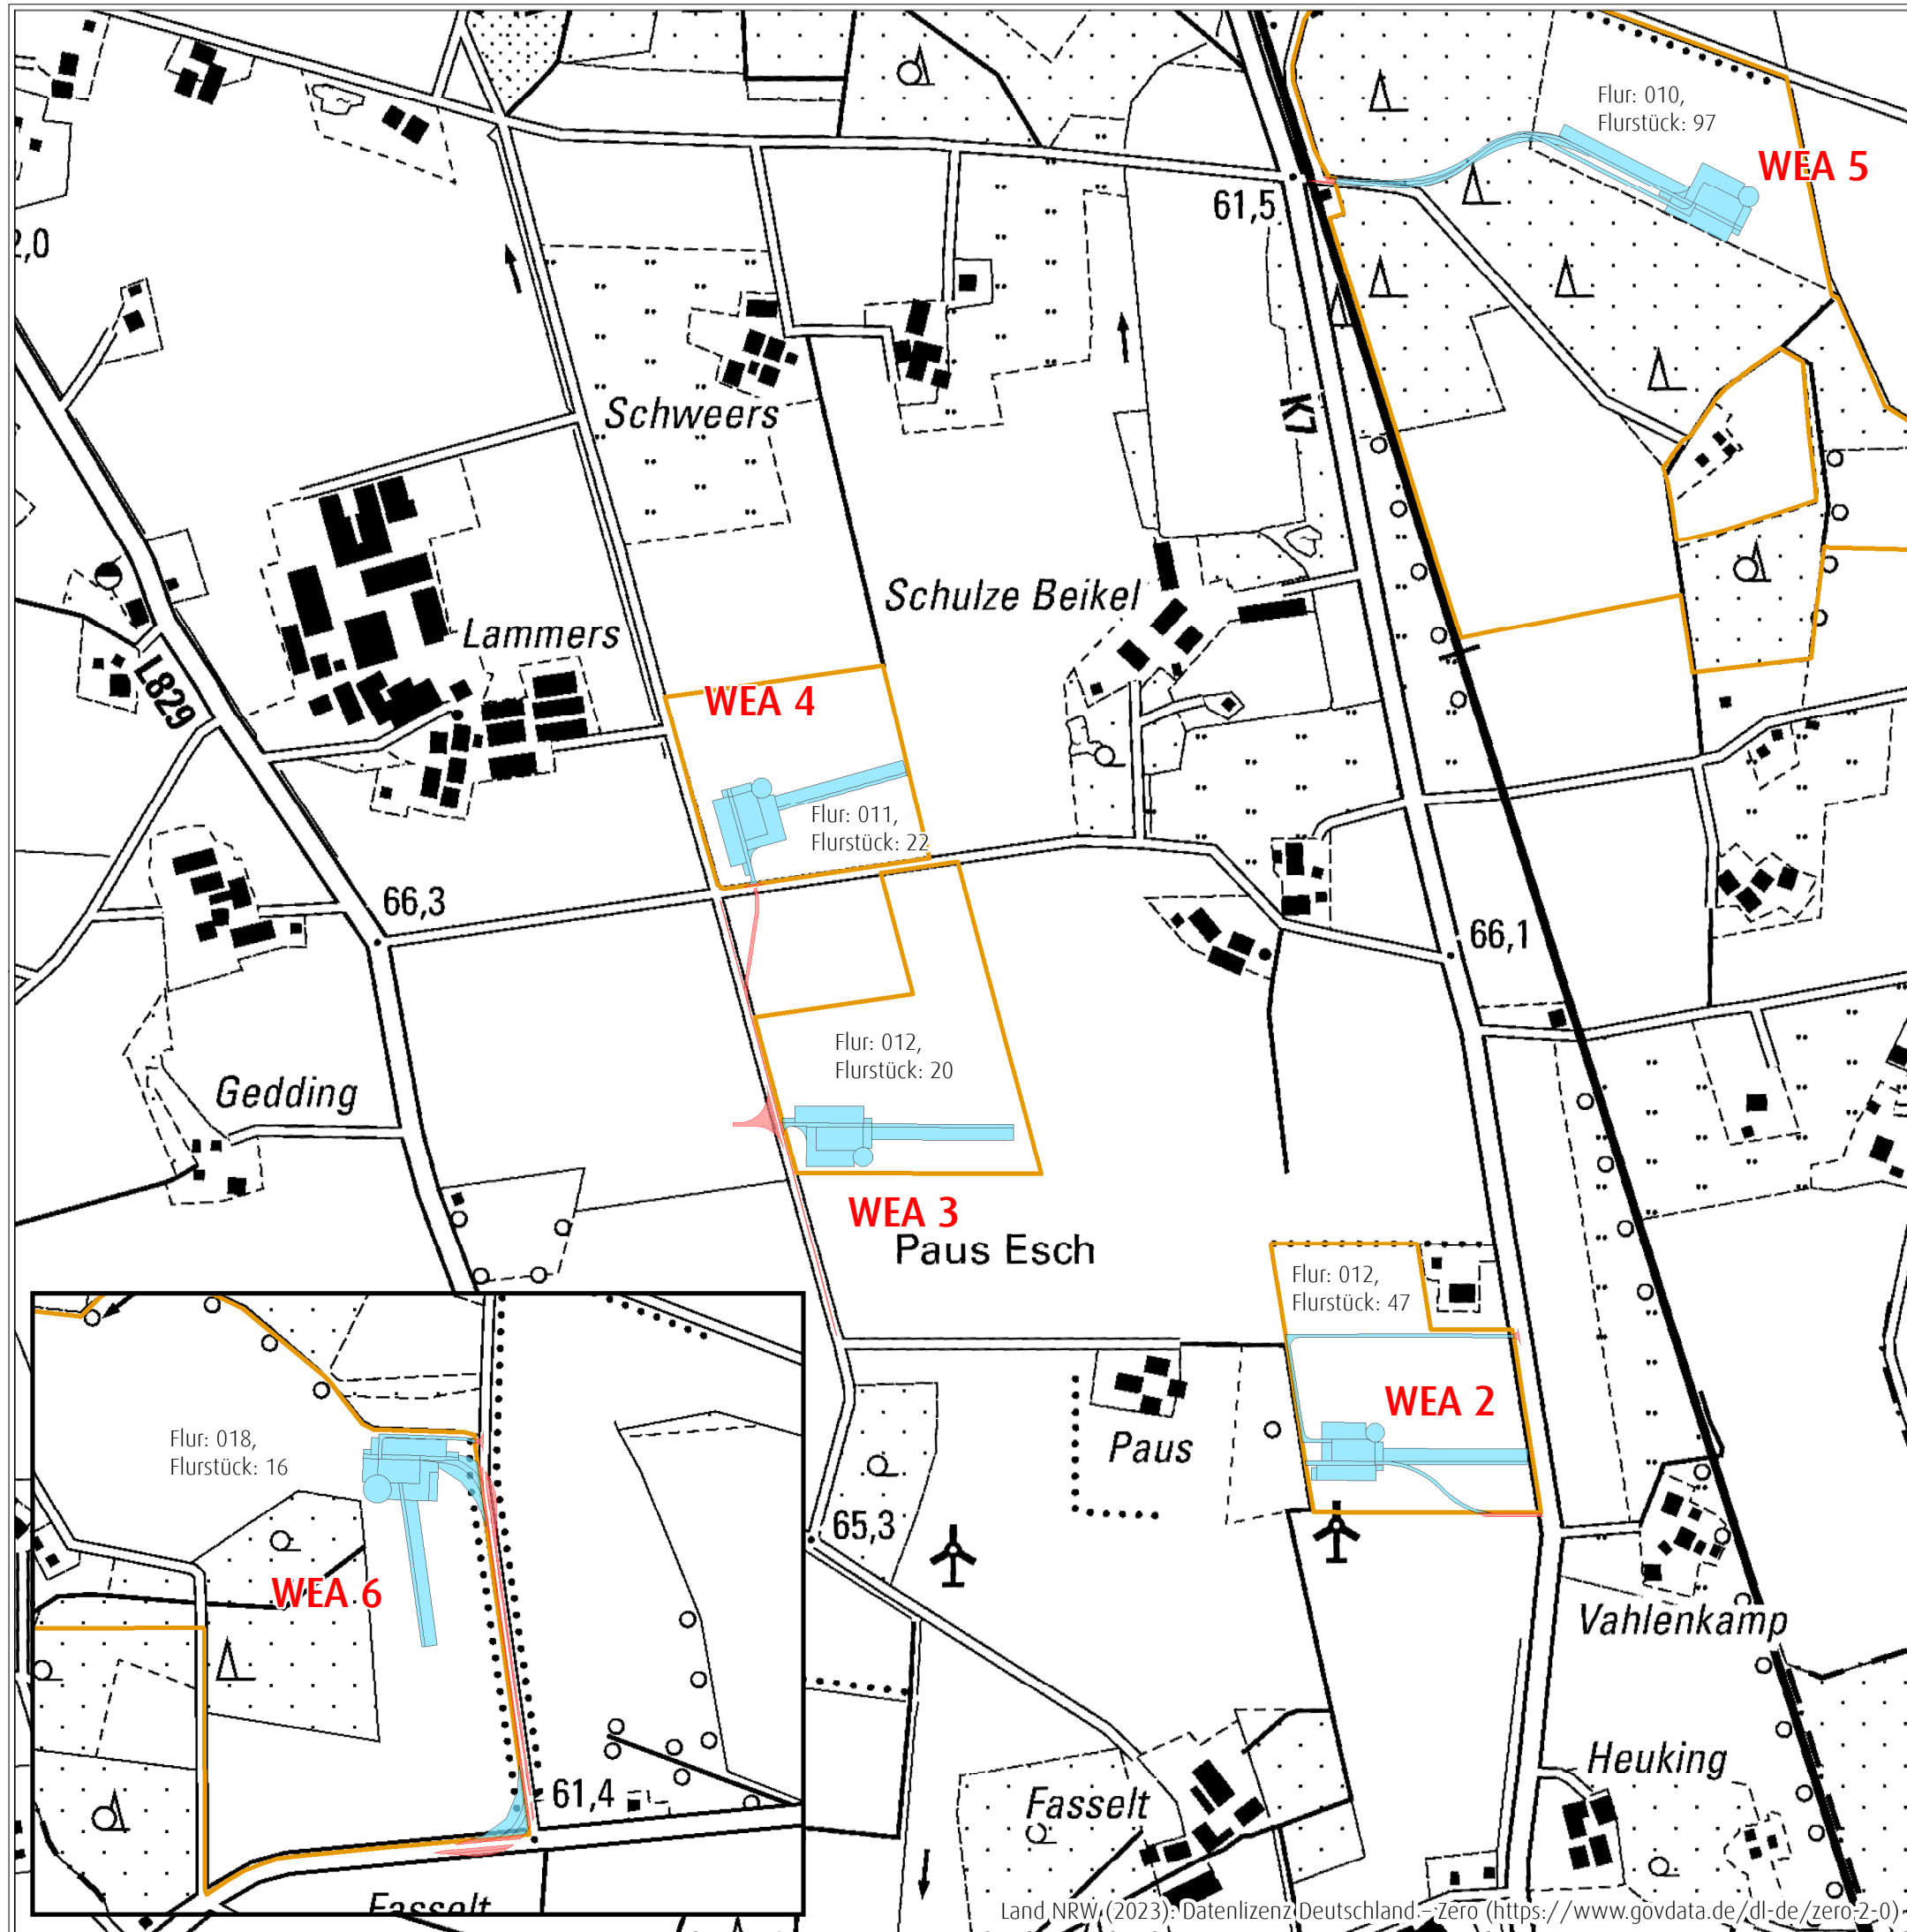 Flur: 010,
Flurstück: 97
WEA 5
61,5
2,0
K7
Schweers
Schulze Beikel
Lammers
L829
WEA 4
Flur: 011,
Flurstück: 22
66,3
66,1
Flur: 012,
Flurstück: 20
Gedding
WEA 3
Paus Esch
Flur: 012,
Flurstück: 47
WEA 2
Paus
Flur: 018,
Flurstück: 16
65,3
WEA 6
Vahlenkamp
Heuking
61,4
Fasselt
Fasselt
Land NRW (2023): Datenlizenz Deutschland – Zero (https://www.govdata.de/dl-de/zero-2-0)